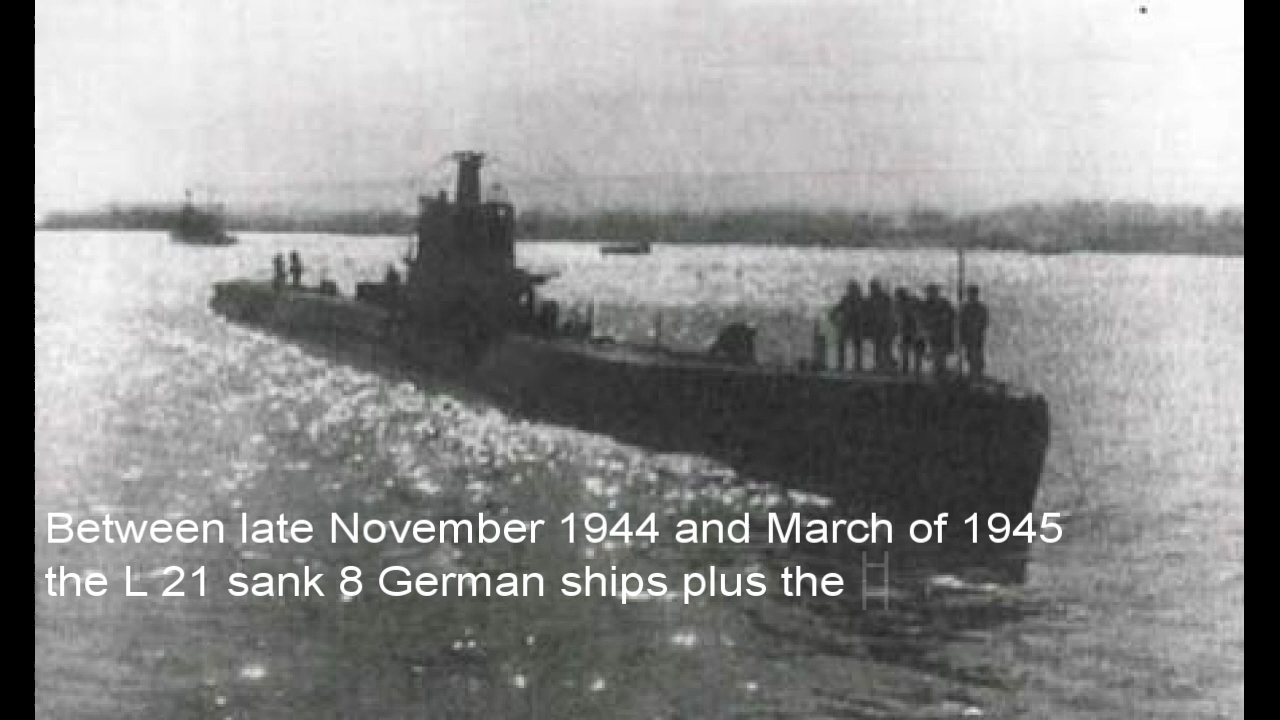 Between late November 1944 and March of 1945
the L 21 sank 8 German ships plus the